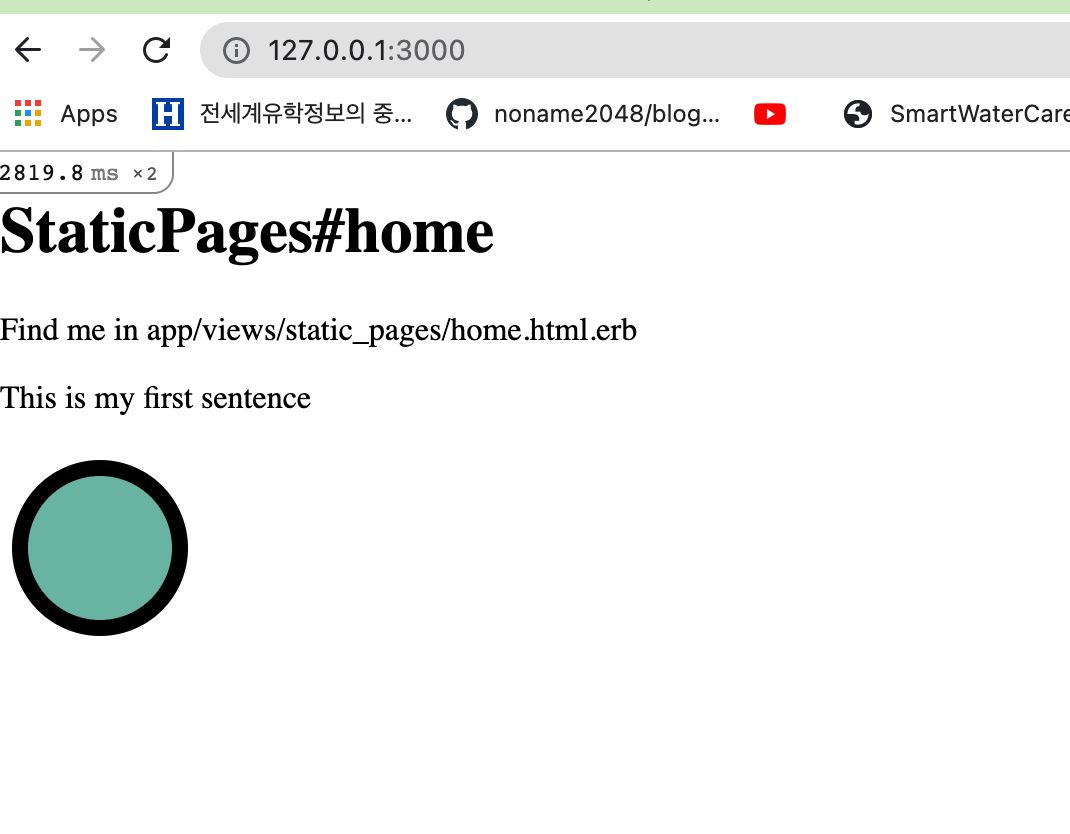 127.0.0.1:3000
Apps H 전세계유학정보의 중... noname2048/blog... SmartWaterCare
2819.8 ms ×2
StaticPages#home
Find me in app/views/static_pages/home.html.erb
This is my first sentence